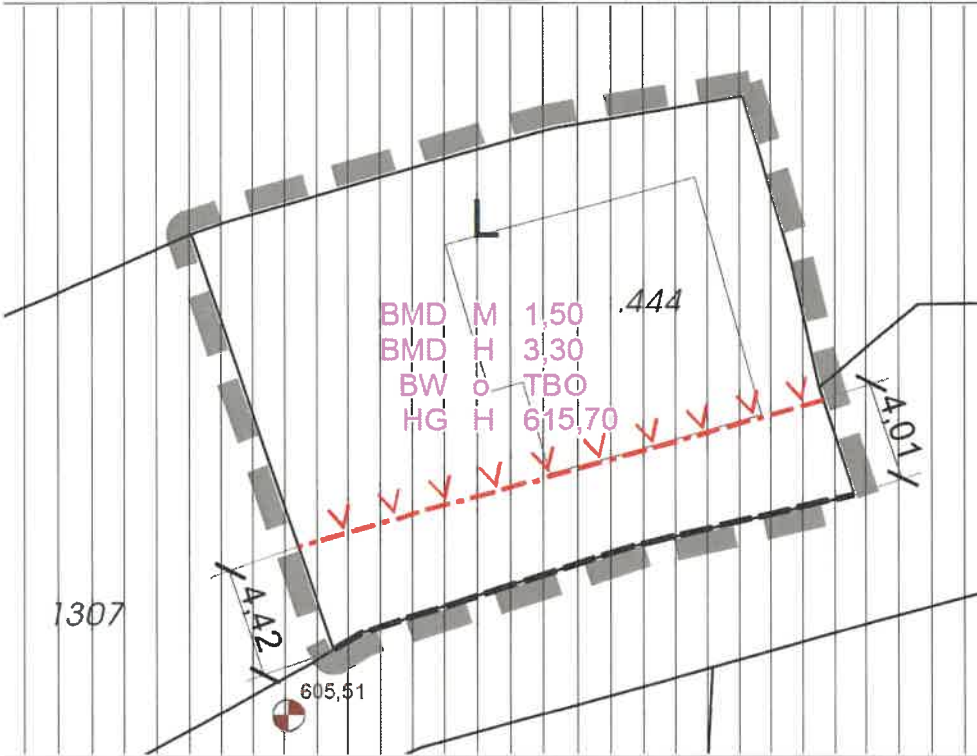 L
.444
BMD M 1,50
BMD H 3,30
BW o TBO
HG H 615,70
4,01
1307
4,42
605,51